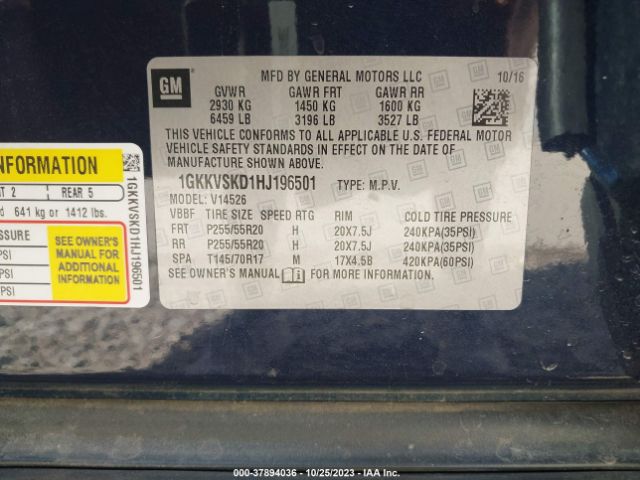 GM
MFD BY GENERAL MOTORS LLC 10/16
GVWR GAWR FRT GAWR RR
2930 KG 1450 KG 1600 KG
6459 LB 3196 LB 3527 LB
THIS VEHICLE CONFORMS TO ALL APPLICABLE U.S. FEDERAL MOTOR
VEHICLE SAFETY STANDARDS IN EFFECT ON THE DATE OF
MANUFACTURE SHOWN ABOVE.
1GKKVSKD1HJ196501 TYPE: M.P.V.
MODEL: V14526
VBBF TIRE SIZE SPEED RTG RIM COLD TIRE PRESSURE
FRT P255/55R20 H 20X7.5J 240KPA(35PSI)
RR P255/55R20 H 20X7.5J 240KPA(35PSI)
SPA T145/70R17 M 17X4.5B 420KPA(60PSI)
SEE OWNER'S MANUAL FOR MORE INFORMATION
INFORMATION
T 2 REAR 5
641 kg or 1412 lbs.
SSURE
PSI
PSI
PSI
SEE OWNER'S
MANUAL FOR
ADDITIONAL
INFORMATION
1GKKVSKD1HJ196501
000-37894036 - 10/25/2023 - IAA Inc.